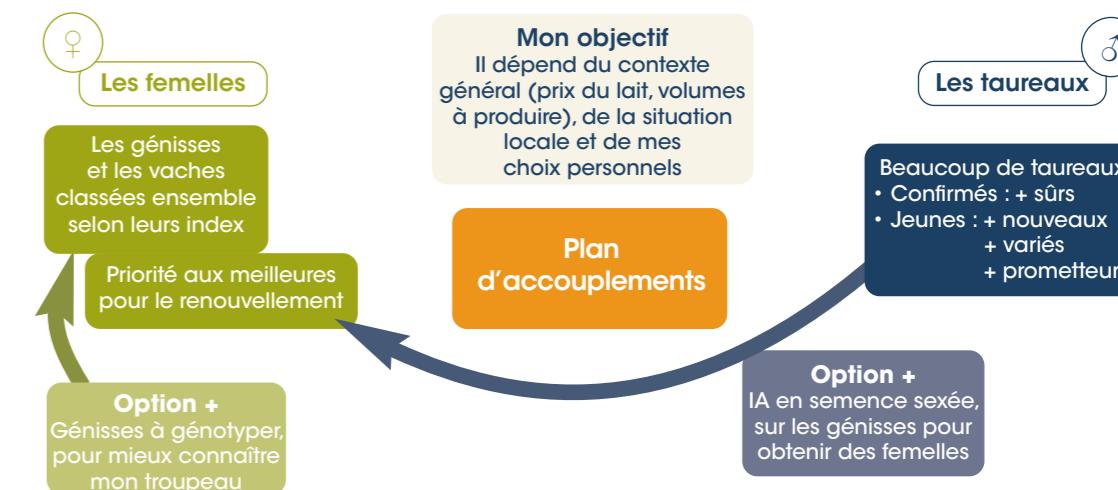 ♀
Les femelles
Les génisses
et les vaches
classées ensemble
selon leurs index
Priorité aux meilleures
pour le renouvellement
Option +
Génisses à génotyper,
pour mieux connaître
mon troupeau
Mon objectif
Il dépend du contexte
général (prix du lait, volumes
à produire), de la situation
locale et de mes
choix personnels
Plan
d'accouplements
♂
Les taureaux
Beaucoup de taureaux
• Confirmés : + sûrs
• Jeunes : + nouveaux
+ variés
+ prometteur
Option +
IA en semence sexée,
sur les génisses pour
obtenir des femelles